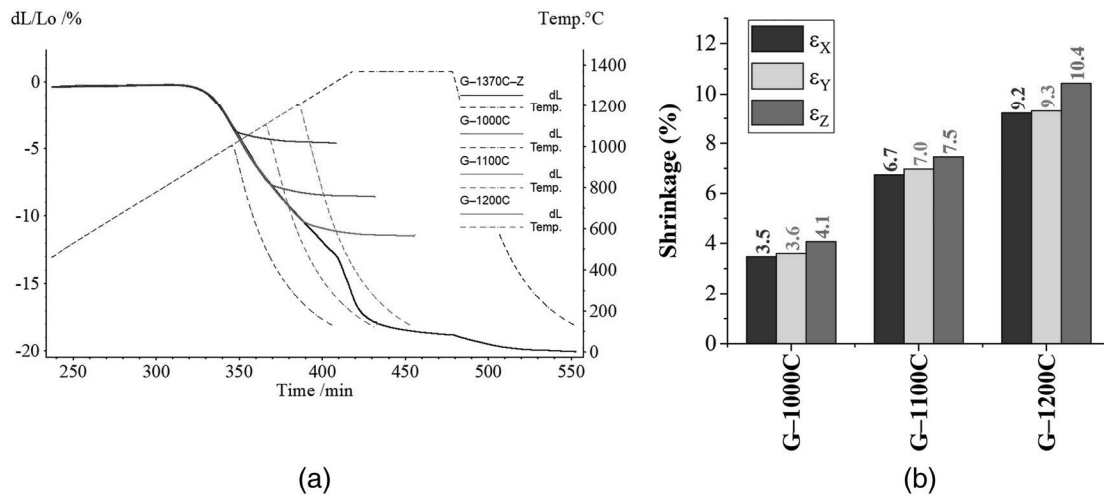 dL/Lo /%
Temp.°C
0
-5
-10
-15
-20
1400
1200
1000
800
600
400
200
0
G–1370C–Z
dL
Temp.
G–1000C
dL
Temp.
G–1100C
dL
Temp.
G–1200C
dL
Temp.
250 300 350 400 450 500 550
Time /min
(a)
Shrinkage (%)
12
10
8
6
4
2
0
εX
εY
εZ
3.5 3.6 4.1
6.7 7.0 7.5
9.2 9.3 10.4
G–1000C
G–1100C
G–1200C
(b)